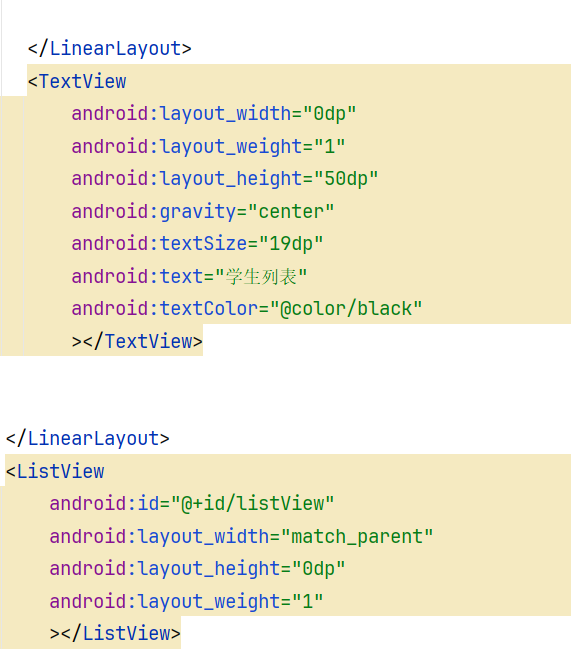 </LinearLayout>
<TextView
android:layout_width="0dp"
android:layout_weight="1"
android:layout_height="50dp"
android:gravity="center"
android:textSize="19dp"
android:text="学生列表"
android:textColor="@color/black"
></TextView>
</LinearLayout>
<ListView
android:id="@+id/listView"
android:layout_width="match_parent"
android:layout_height="0dp"
android:layout_weight="1"
></ListView>